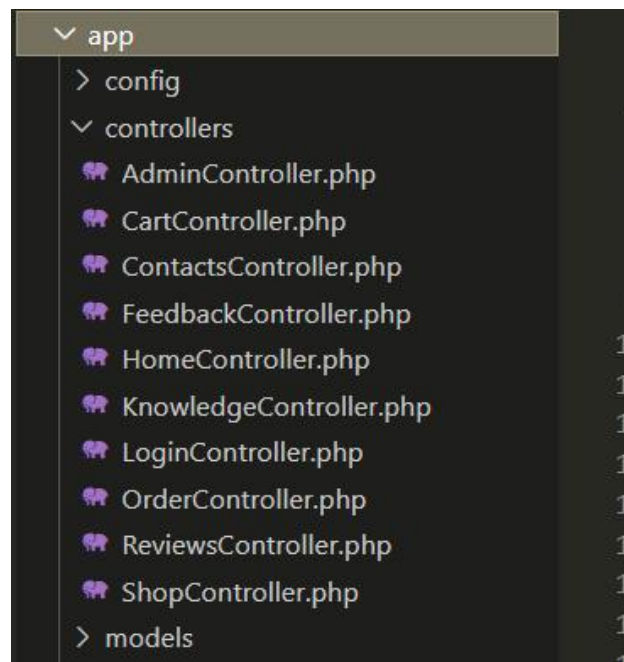 app
config
controllers
AdminController.php
CartController.php
ContactsController.php
FeedbackController.php
HomeController.php
KnowledgeController.php
LoginController.php
OrderController.php
ReviewsController.php
ShopController.php
models